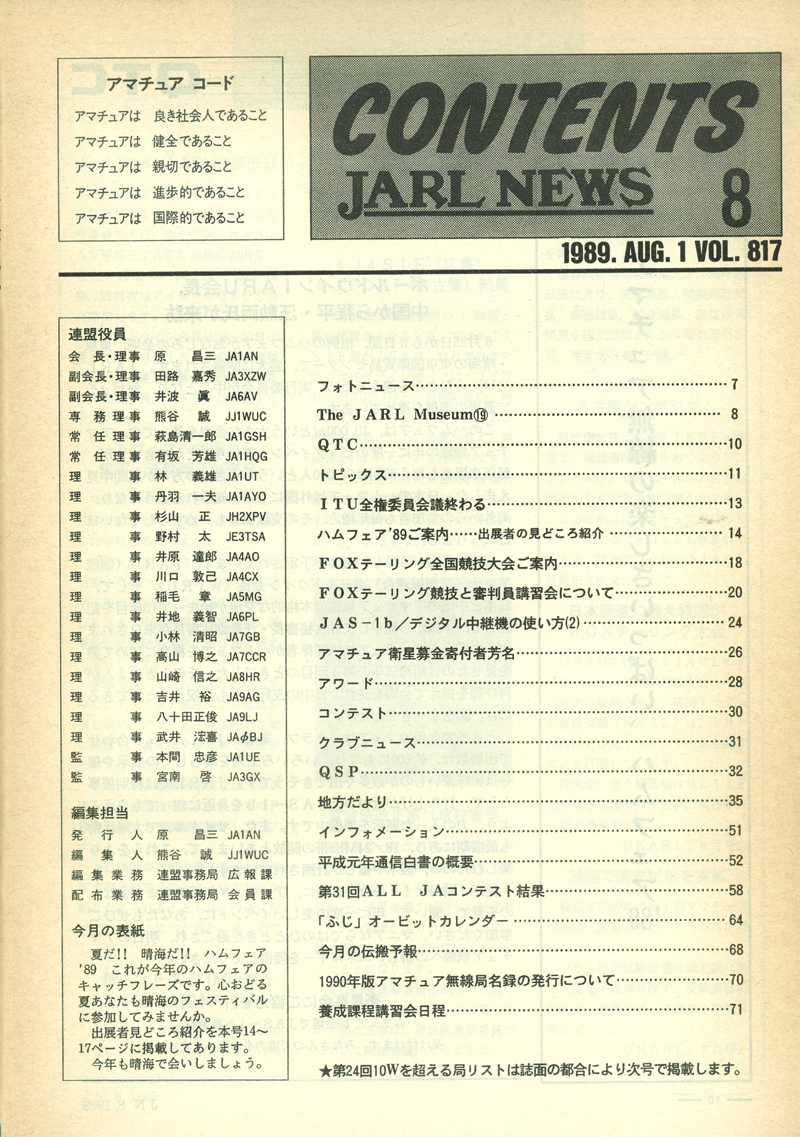 アマチュア コード
アマチュアは 良き社会人であること
アマチュアは 健全であること
アマチュアは 親切であること
アマチュアは 進歩的であること
アマチュアは 国際的であること
CONTENTS
JARL NEWS 8
1989. AUG. 1 VOL. 817
連盟役員
会長・理事 原 昌三 JA1AN
副会長・理事 田路 嘉秀 JA3XZW
副会長・理事 井波 眞 JA6AV
専務理事 熊谷 誠 JJ1WUC
常任理事 萩島清一郎 JA1GSH
常任理事 有坂 芳雄 JA1HQG
理事 林 義雄 JA1UT
理事 丹羽 一夫 JA1AYO
理事 杉山 正 JH2XPV
理事 野村 太 JE3TSA
理事 井原 達郎 JA4AO
理事 川口 敦己 JA4CX
理事 稲毛 章 JA5MG
理事 井地 義智 JA6PL
理事 小林 清昭 JA7GB
理事 高山 博之 JA7CCR
理事 山崎 信之 JA8HR
理事 吉井 裕 JA9AG
理事 八十田正俊 JA9LJ
理事 武井 浤喜 JAφBJ
監事 本間 忠彦 JA1UE
監事 宮南 啓 JA3GX
編集担当
発行人 原 昌三 JA1AN
編集人 熊谷 誠 JJ1WUC
編集業務 連盟事務局 広報課
配布業務 連盟事務局 会員課
今月の表紙
夏だ!! 晴海だ!! ハムフェア
'89 これが今年のハムフェアの
キャッチフレーズです。心おどる
夏あなたも晴海のフェスティバル
に参加してみませんか。
出展者見どころ紹介を本号14〜
17ページに掲載してあります。
今年も晴海で会いしましょう。
フォトニュース……7
The JARL Museum⑲……8
QTC……10
トピックス……11
ITU全権委員会議終わる……13
ハムフェア'89ご案内……出展者の見どころ紹介……14
FOXテーリング全国競技大会ご案内……18
FOXテーリング競技と審判員講習会について……20
JAS-1b／デジタル中継機の使い方⑵……24
アマチュア衛星募金寄付者芳名……26
アワード……28
コンテスト……30
クラブニュース……31
QSP……32
地方だより……35
インフォメーション……51
平成元年通信白書の概要……52
第31回ALL JAコンテスト結果……58
「ふじ」オービットカレンダー……64
今月の伝搬予報……68
1990年版アマチュア無線局名録の発行について……70
養成課程講習会日程……71
★第24回10Wを超える局リストは誌面の都合により次号で掲載します。